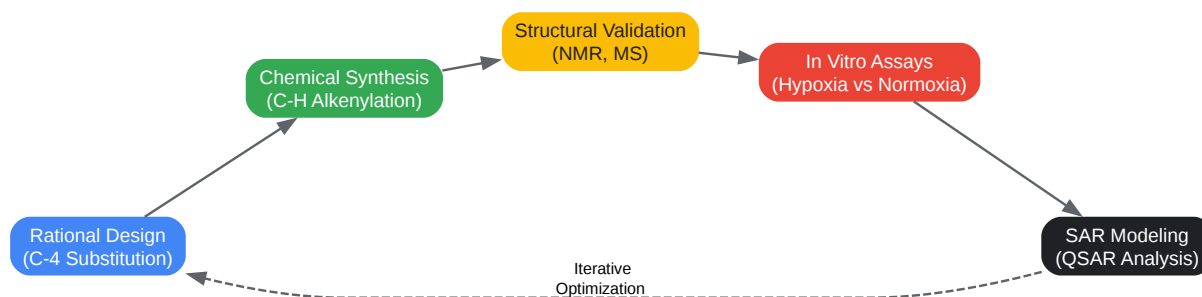 Structural Validation
(NMR, MS)
Chemical Synthesis
(C-H Alkenylation)
In Vitro Assays
(Hypoxia vs Normoxia)
Rational Design
(C-4 Substitution)
SAR Modeling
(QSAR Analysis)
Iterative
Optimization